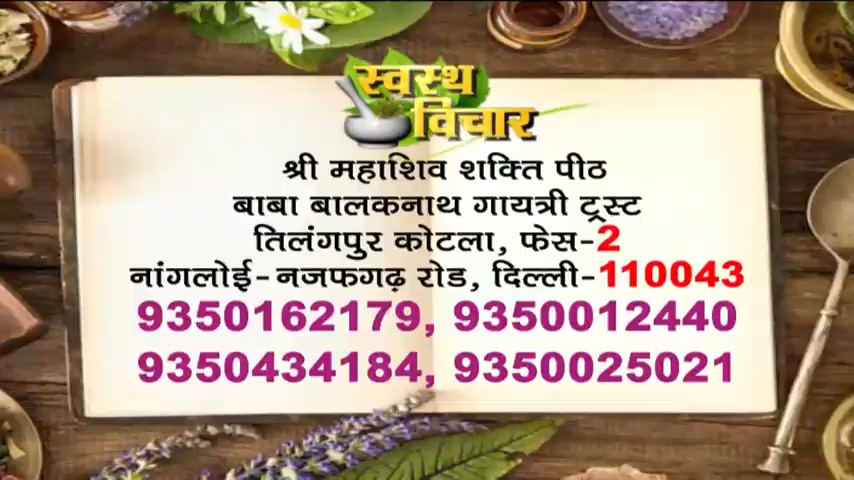 स्वस्थ
विचार
श्री महाशिव शक्ति पीठ
बाबा बालकनाथ गायत्री ट्रस्ट
तिलंगपुर कोटला, फेस-2
नांगलोई-नजफगढ़ रोड, दिल्ली-110043
9350162179, 9350012440
9350434184, 9350025021